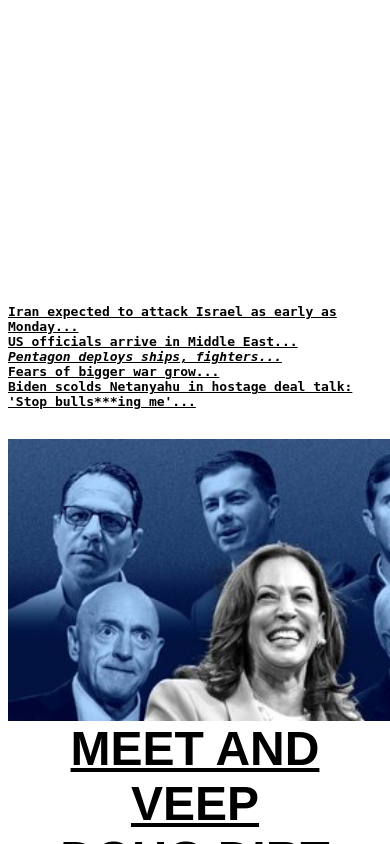 Iran expected to attack Israel as early as
Monday...
US officials arrive in Middle East...
Pentagon deploys ships, fighters...
Fears of bigger war grow...
Biden scolds Netanyahu in hostage deal talk:
'Stop bulls***ing me'...
MEET AND
VEEP